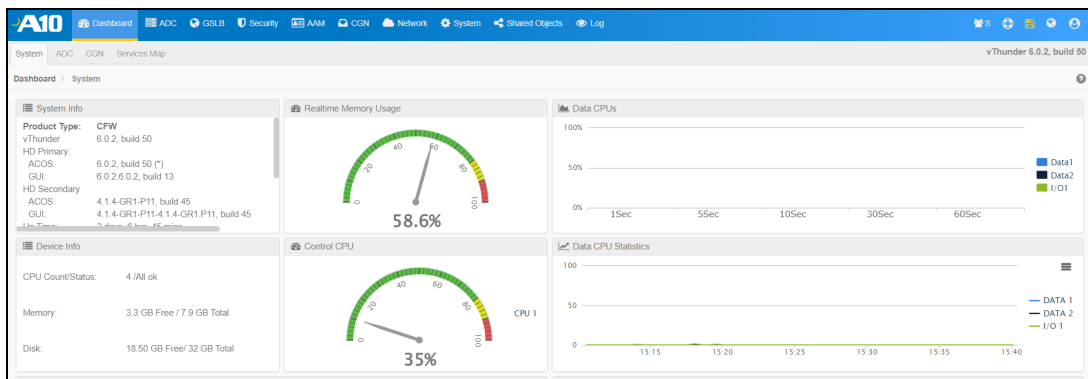 A10 Dashboard ADC GSLB Security AAM CGN Network System Shared Objects Log S
System ADC CGN Services Map vThunder 6.0.2, build 50
Dashboard / System
System Info
Product Type: CFW
vThunder 6.0.2, build 50
HD Primary:
ACOS: 6.0.2, build 50 (*)
GUI: 6.0.2.6.0.2, build 13
HD Secondary
ACOS: 4.1.4-GR1-P11, build 45
GUI: 4.1.4-GR1-P11-4.1.4-GR1.P11, build 45
Up Time: 2 days, 6 hrs, 45 mins
Realtime Memory Usage
0 20 40 60 80 100
58.6%
Data CPUs
100%
50%
0%
1Sec 5Sec 10Sec 30Sec 60Sec
Data1
Data2
I/O1
Device Info
CPU Count/Status: 4 /All ok
Memory: 3.3 GB Free / 7.9 GB Total
Disk: 18.50 GB Free/ 32 GB Total
Control CPU
0 20 40 60 80 100
CPU 1
35%
Data CPU Statistics
100
50
0
15:15 15:20 15:25 15:30 15:35 15:40
DATA 1
DATA 2
I/O 1